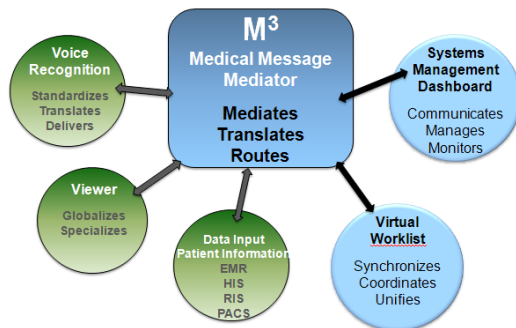 M³
Medical Message
Mediator
Mediates
Translates
Routes
Voice
Recognition
Standardizes
Translates
Delivers
Viewer
Globalizes
Specializes
Data Input
Patient Information
EMR
HIS
RIS
PACS
Systems
Management
Dashboard
Communicates
Manages
Monitors
Virtual
Worklist
Synchronizes
Coordinates
Unifies